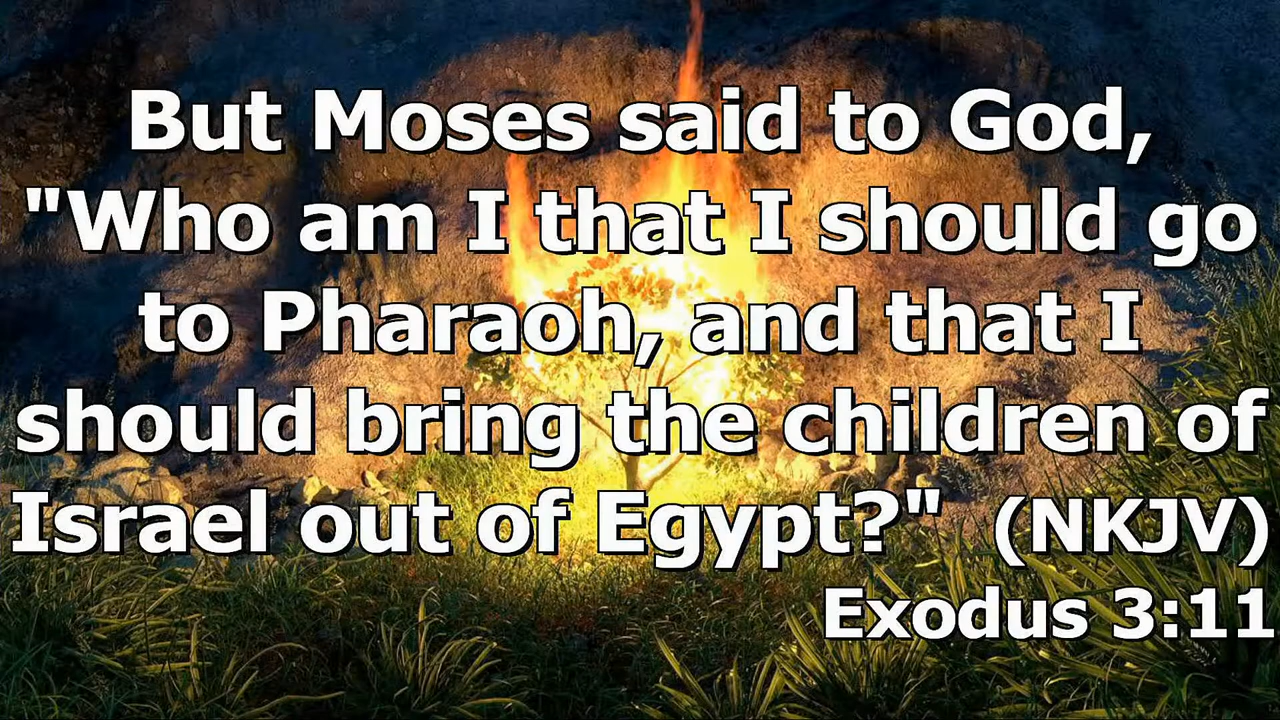 But Moses said to God,
"Who am I that I should go
to Pharaoh, and that I
should bring the children of
Israel out of Egypt?" (NKJV)
Exodus 3:11